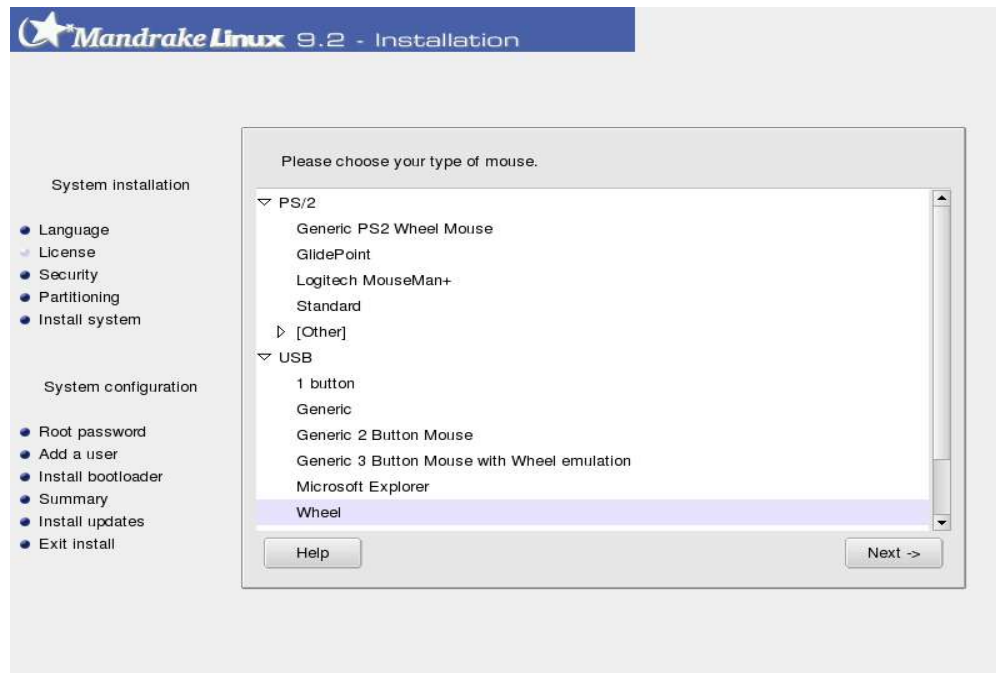 Mandrake Linux 9.2 - Installation
System installation
Language
License
Security
Partitioning
Install system
System configuration
Root password
Add a user
Install bootloader
Summary
Install updates
Exit install
Please choose your type of mouse.
PS/2
Generic PS2 Wheel Mouse
GlidePoint
Logitech MouseMan+
Standard
[Other]
USB
1 button
Generic
Generic 2 Button Mouse
Generic 3 Button Mouse with Wheel emulation
Microsoft Explorer
Wheel
Help
Next ->